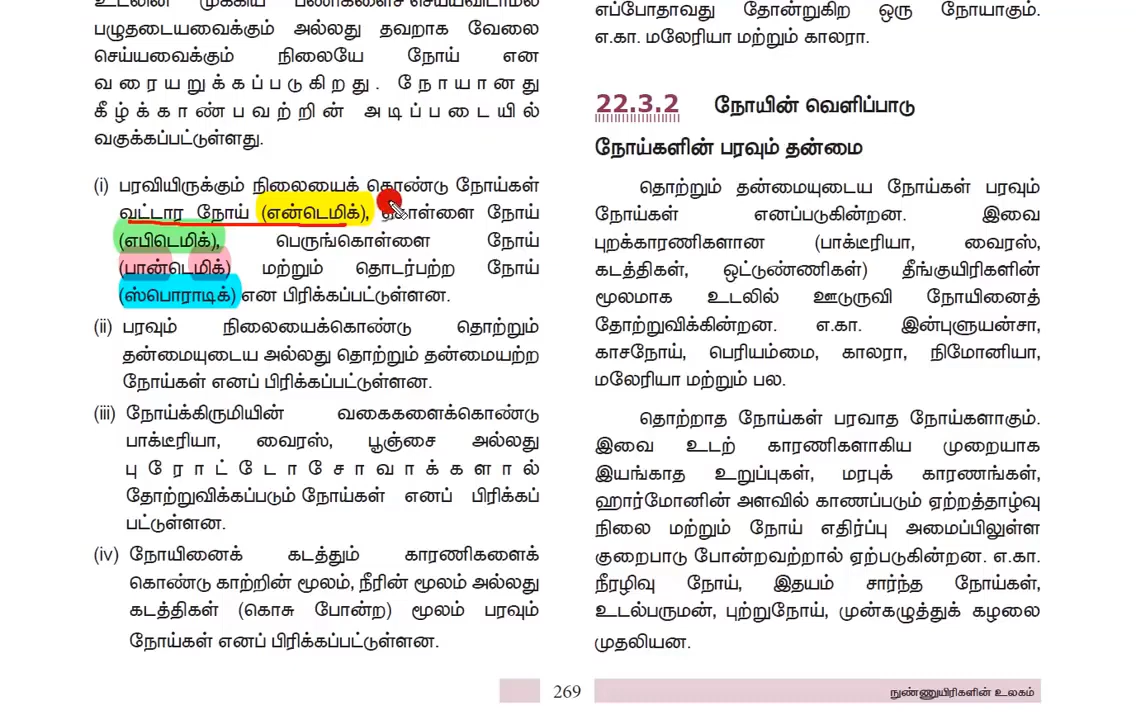 உடலின் முக்கிய பணிகளைச் செய்யவிடாமல்
பழுதடையவைக்கும் அல்லது தவறாக வேலை
செய்யவைக்கும் நிலையே நோய் என
வரையறுக்கப்படுகிறது. நோயானது
கீழ்க்காண்பவற்றின் அடிப்படையில்
வகுக்கப்பட்டுள்ளது.
(i) பரவியிருக்கும் நிலையைக் கொண்டு நோய்கள்
வட்டார நோய் (என்டெமிக்), கொள்ளை நோய்
(எபிடெமிக்), பெருங்கொள்ளை நோய்
(பான்டெமிக்) மற்றும் தொடர்பற்ற நோய்
(ஸ்பொராடிக்) என பிரிக்கப்பட்டுள்ளன.
(ii) பரவும் நிலையைக்கொண்டு தொற்றும்
தன்மையுடைய அல்லது தொற்றும் தன்மையற்ற
நோய்கள் எனப் பிரிக்கப்பட்டுள்ளன.
(iii) நோய்க்கிருமியின் வகைகளைக்கொண்டு
பாக்டீரியா, வைரஸ், பூஞ்சை அல்லது
புரோட்டோசோவாக்களால்
தோற்றுவிக்கப்படும் நோய்கள் எனப் பிரிக்கப்
பட்டுள்ளன.
(iv) நோயினைக் கடத்தும் காரணிகளைக்
கொண்டு காற்றின் மூலம், நீரின் மூலம் அல்லது
கடத்திகள் (கொசு போன்ற) மூலம் பரவும்
நோய்கள் எனப் பிரிக்கப்பட்டுள்ளன.
எப்போதாவது தோன்றுகிற ஒரு நோயாகும்.
எ.கா. மலேரியா மற்றும் காலரா.
22.3.2 நோயின் வெளிப்பாடு
நோய்களின் பரவும் தன்மை
தொற்றும் தன்மையுடைய நோய்கள் பரவும்
நோய்கள் எனப்படுகின்றன. இவை
புறக்காரணிகளான (பாக்டீரியா, வைரஸ்,
கடத்திகள், ஒட்டுண்ணிகள்) தீங்குயிரிகளின்
மூலமாக உடலில் ஊடுருவி நோயினைத்
தோற்றுவிக்கின்றன. எ.கா. இன்புளுயன்சா,
காசநோய், பெரியம்மை, காலரா, நிமோனியா,
மலேரியா மற்றும் பல.
தொற்றாத நோய்கள் பரவாத நோய்களாகும்.
இவை உடற் காரணிகளாகிய முறையாக
இயங்காத உறுப்புகள், மரபுக் காரணங்கள்,
ஹார்மோனின் அளவில் காணப்படும் ஏற்றத்தாழ்வு
நிலை மற்றும் நோய் எதிர்ப்பு அமைப்பிலுள்ள
குறைபாடு போன்றவற்றால் ஏற்படுகின்றன. எ.கா.
நீரழிவு நோய், இதயம் சார்ந்த நோய்கள்,
உடல்பருமன், புற்றுநோய், முன்கழுத்துக் கழலை
முதலியன.
269
நுண்ணுயிரிகளின் உலகம்